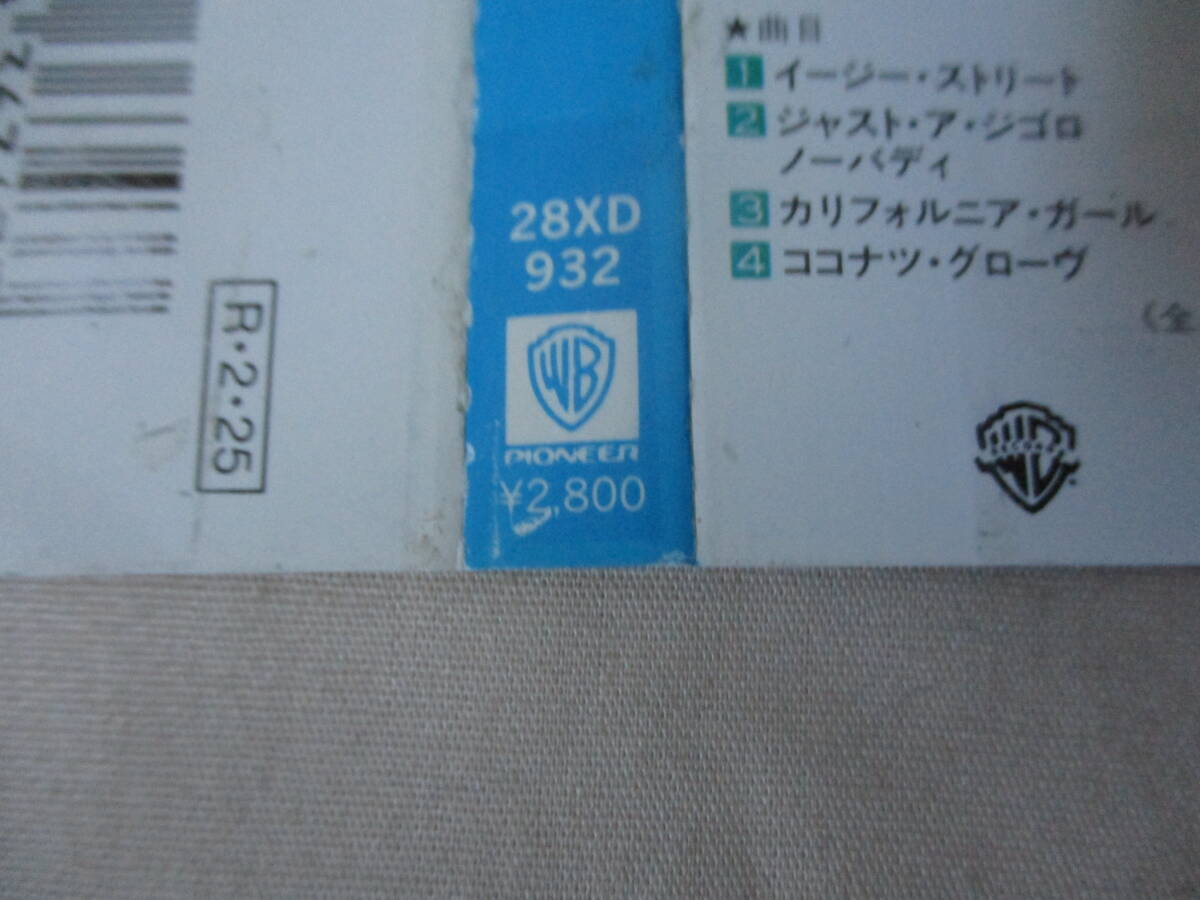 R・2・25
28XD
932
WB
PIONEER
¥2,800
★曲目
1 イージー・ストリート
2 ジャスト・ア・ジゴロ
ノーバディ
3 カリフォルニア・ガール
4 ココナツ・グローヴ
《全